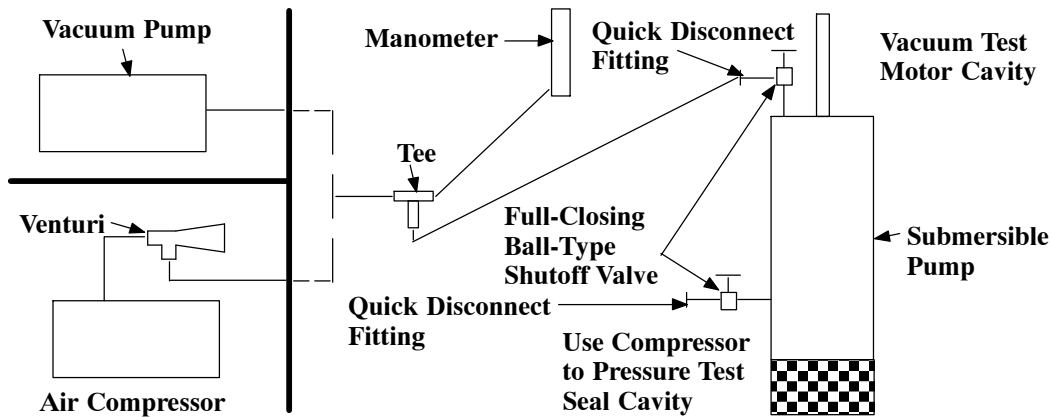 Vacuum Pump
Manometer
Quick Disconnect
Fitting
Vacuum Test
Motor Cavity
Tee
Venturi
Full-Closing
Ball-Type
Shutoff Valve
Submersible
Pump
Quick Disconnect
Fitting
Use Compressor
to Pressure Test
Seal Cavity
Air Compressor